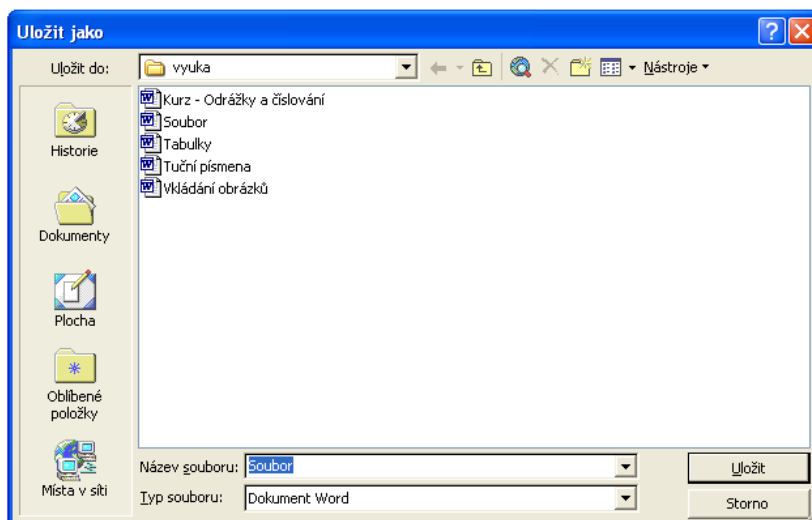 Uložit jako
Uložit do:
vyuka
Nástroje
Historie
Dokumenty
Plocha
Oblíbené
položky
Místa v síti
Kurz - Odrážky a číslování
Soubor
Tabulky
Tuční písmena
Vkládání obrázků
Název souboru:
Soubor
Uložit
Typ souboru:
Dokument Word
Storno